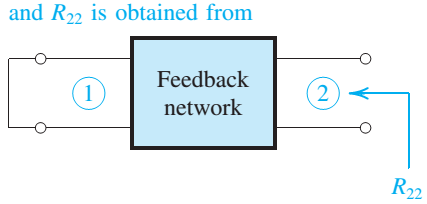 and R₂₂ is obtained from
Feedback
network
1
2
R₂₂